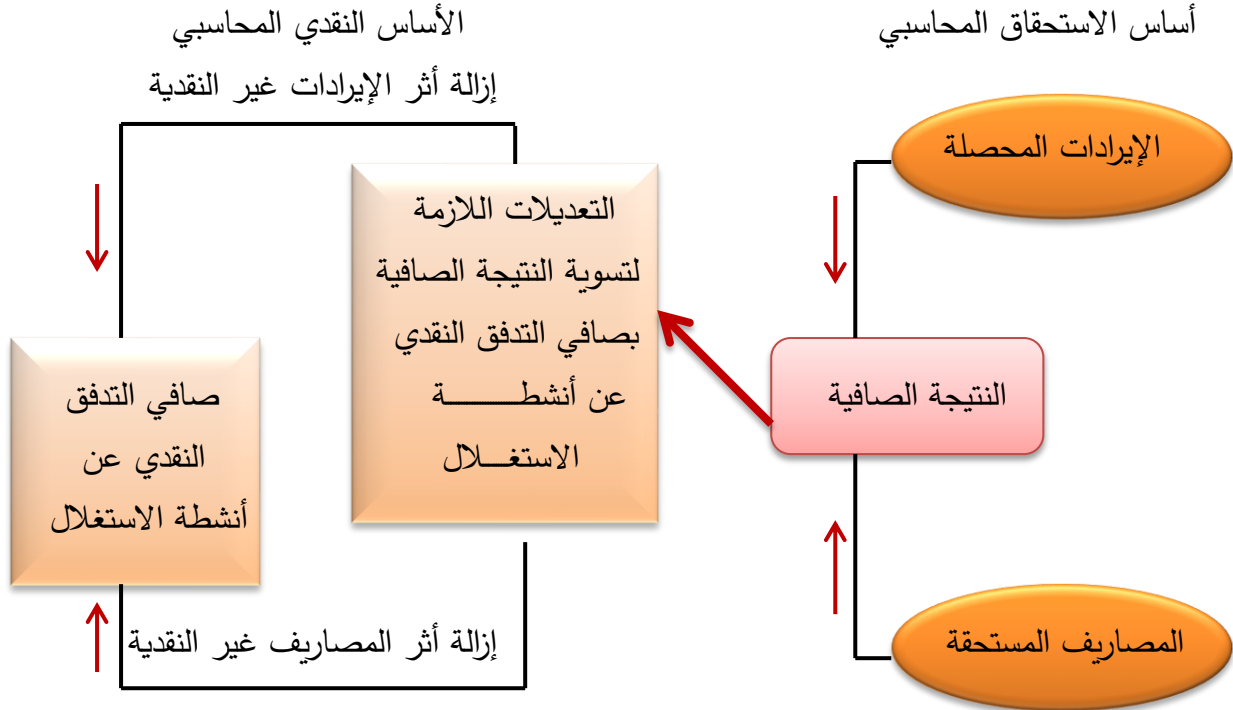 أساس الاستحقاق المحاسبي
الأساس النقدي المحاسبي
إزالة أثر الإيرادات غير النقدية
الإيرادات المحصلة
التعديلات اللازمة
لتسوية النتيجة الصافية
بصافي التدفق النقدي
عن أنشطـــــــــة
الاستغـــلال
النتيجة الصافية
صافي التدفق
النقدي عن
أنشطة الاستغلال
المصاريف المستحقة
إزالة أثر المصاريف غير النقدية